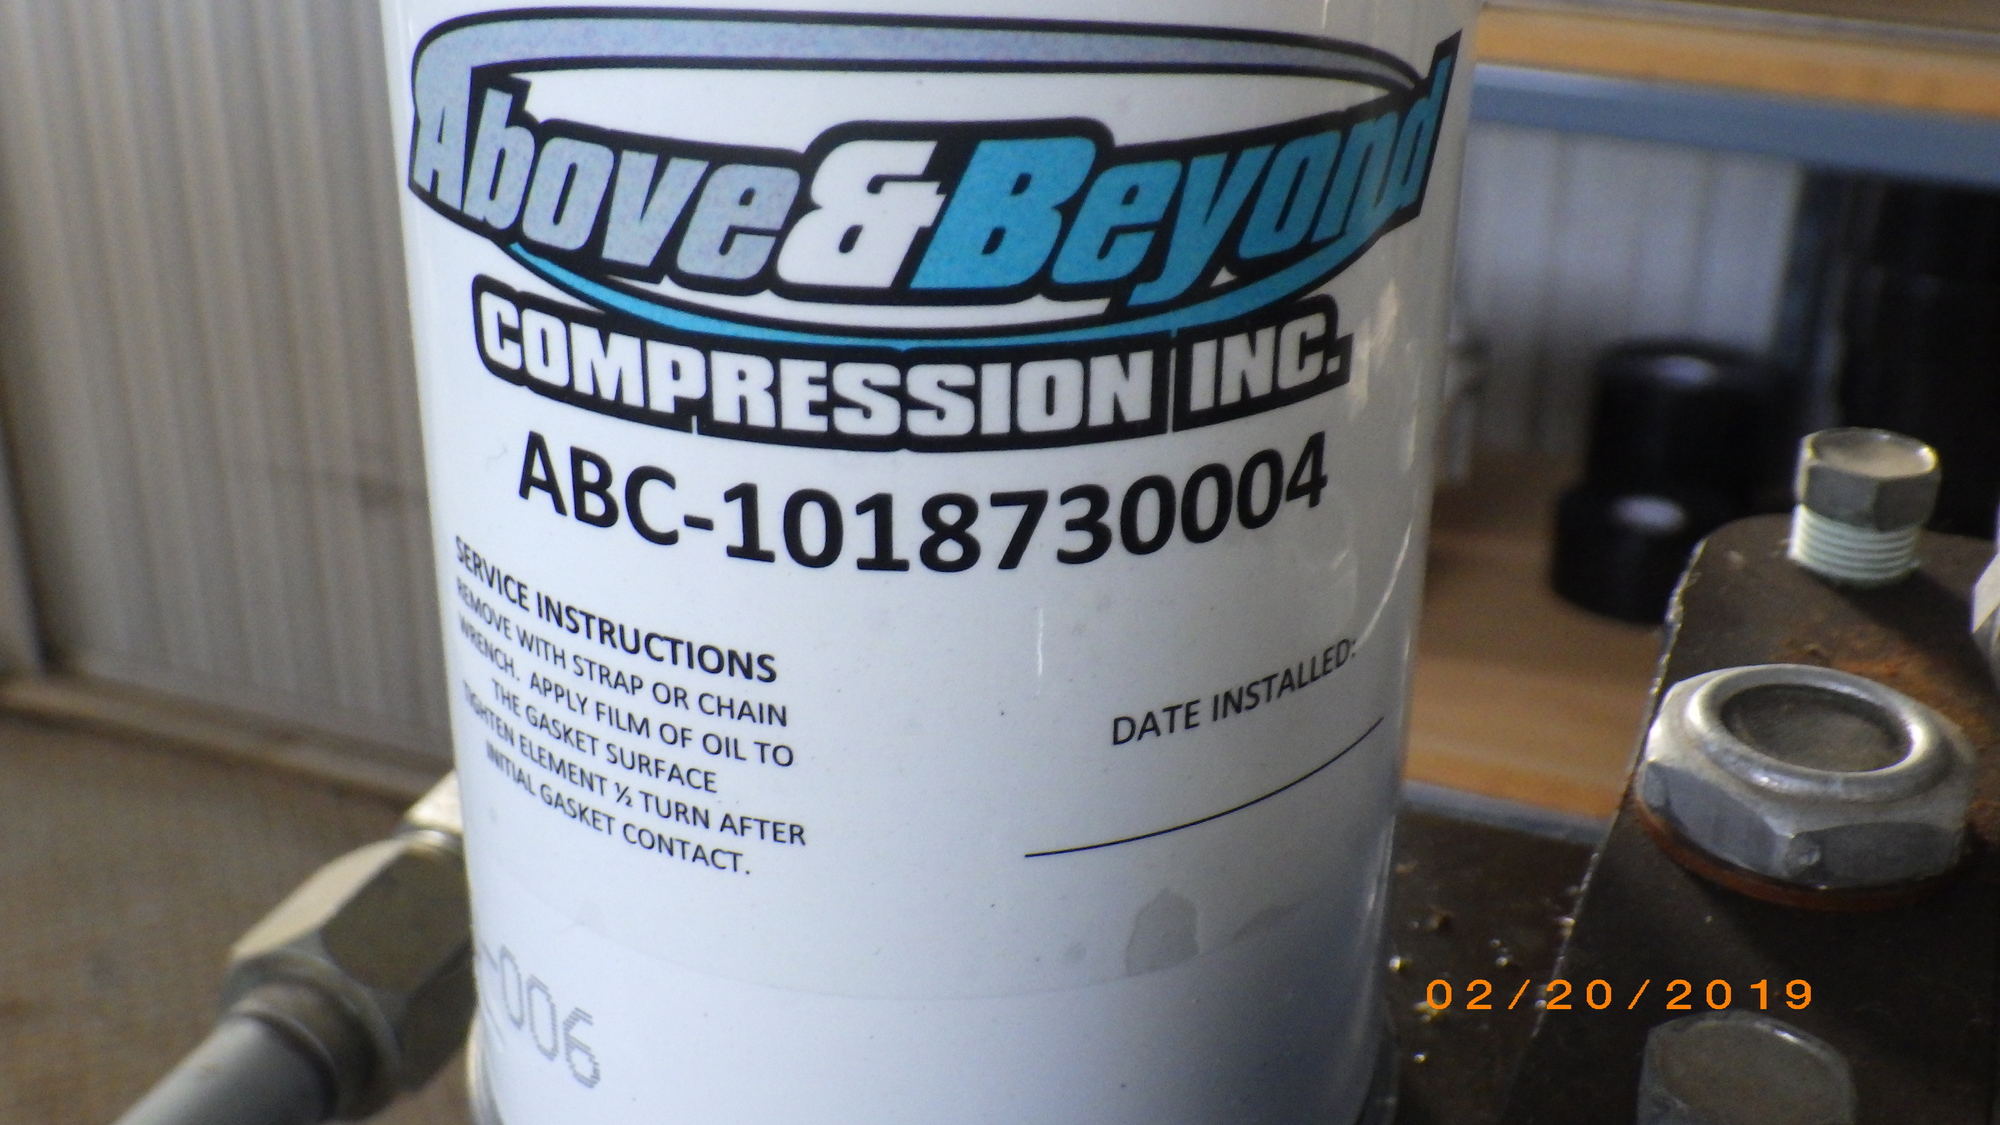 Above & Beyond
COMPRESSION INC.
ABC-1018730004
SERVICE INSTRUCTIONS
REMOVE WITH STRAP OR CHAIN
WRENCH. APPLY FILM OF OIL TO
THE GASKET SURFACE
TIGHTEN ELEMENT ½ TURN AFTER
INITIAL GASKET CONTACT.
DATE INSTALLED:
-006
02/20/2019